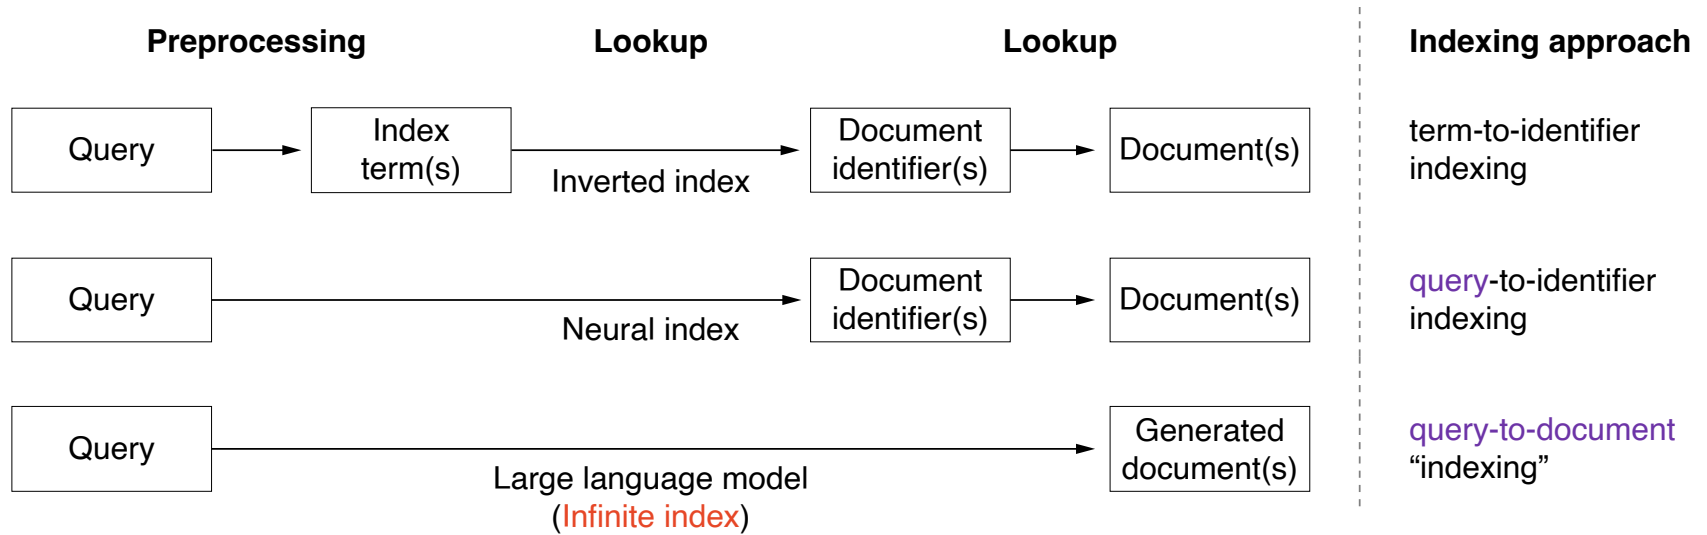 Preprocessing Lookup Lookup Indexing approach
Query
Index
term(s)
Inverted index
Document
identifier(s)
Document(s)
term-to-identifier
indexing
Query
Neural index
Document
identifier(s)
Document(s)
query-to-identifier
indexing
Query
Large language model
(Infinite index)
Generated
document(s)
query-to-document
“indexing”